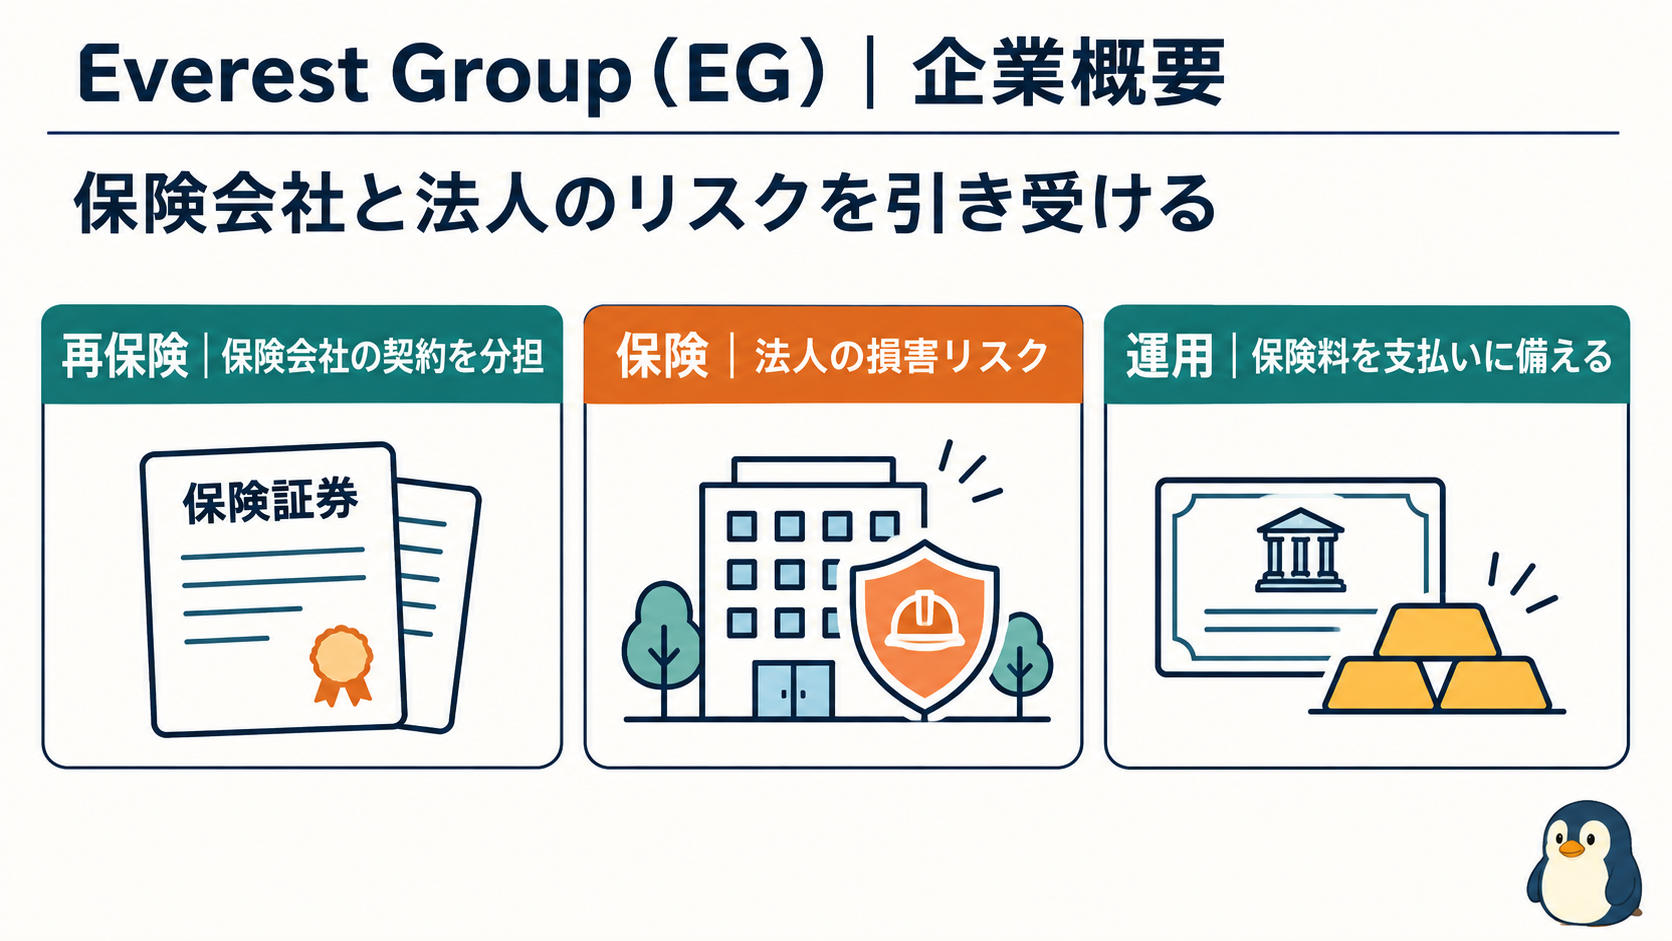 Everest Group（EG）｜企業概要
保険会社と法人のリスクを引き受ける
再保険｜保険会社の契約を分担
保険｜法人の損害リスク
運用｜保険料を支払いに備える
保険証券